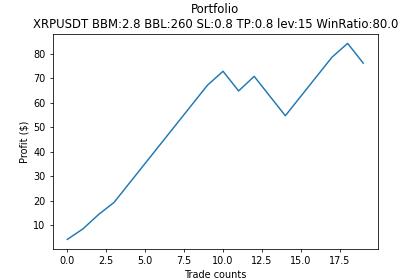 Portfolio
XRPUSDT BBM:2.8 BBL:260 SL:0.8 TP:0.8 lev:15 WinRatio:80.0
Profit ($)
80
70
60
50
40
30
20
10
0.0 2.5 5.0 7.5 10.0 12.5 15.0 17.5
Trade counts